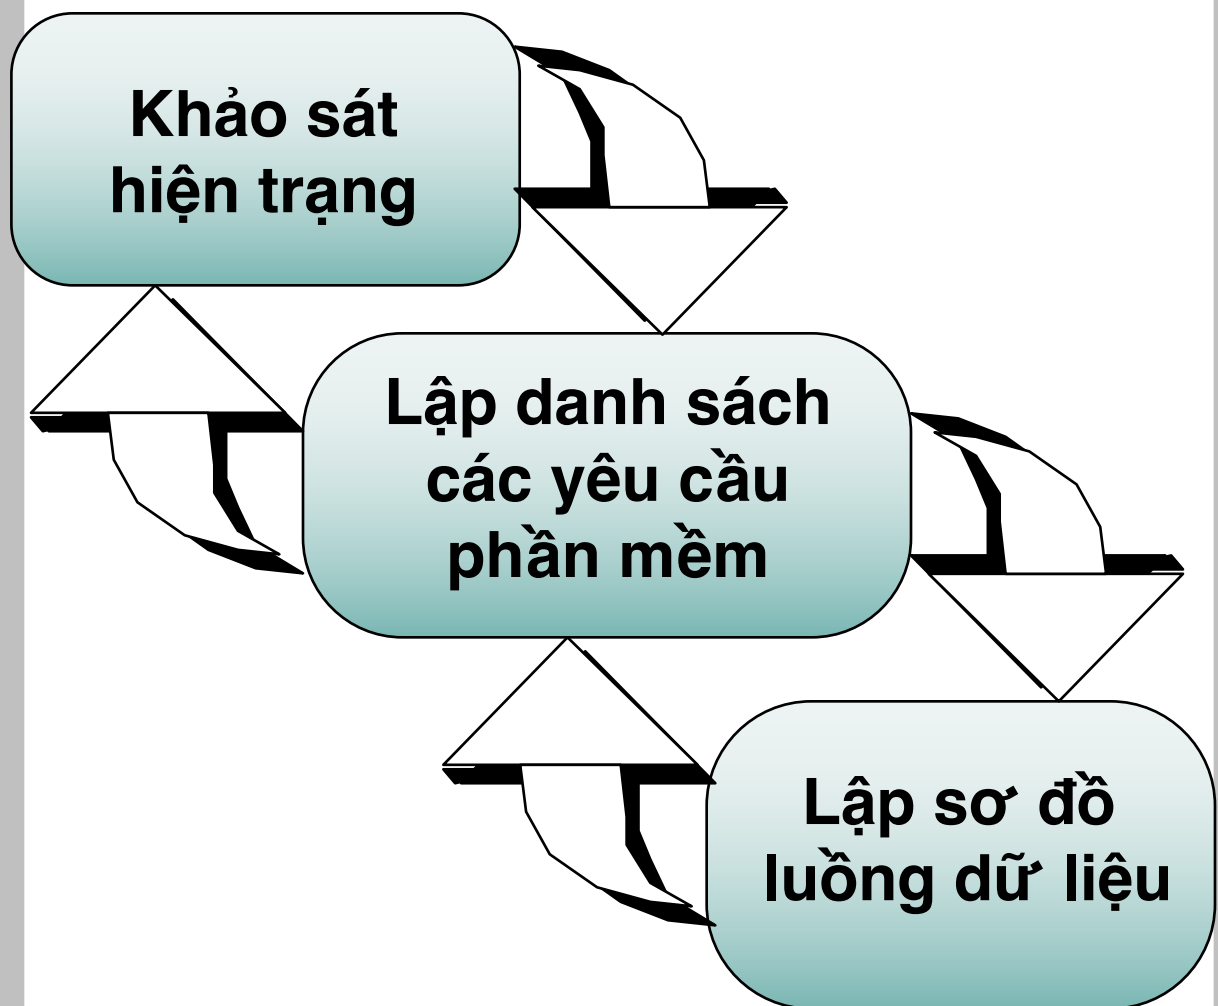 Khảo sát
hiện trạng
Lập danh sách
các yêu cầu
phần mềm
Lập sơ đồ
luồng dữ liệu